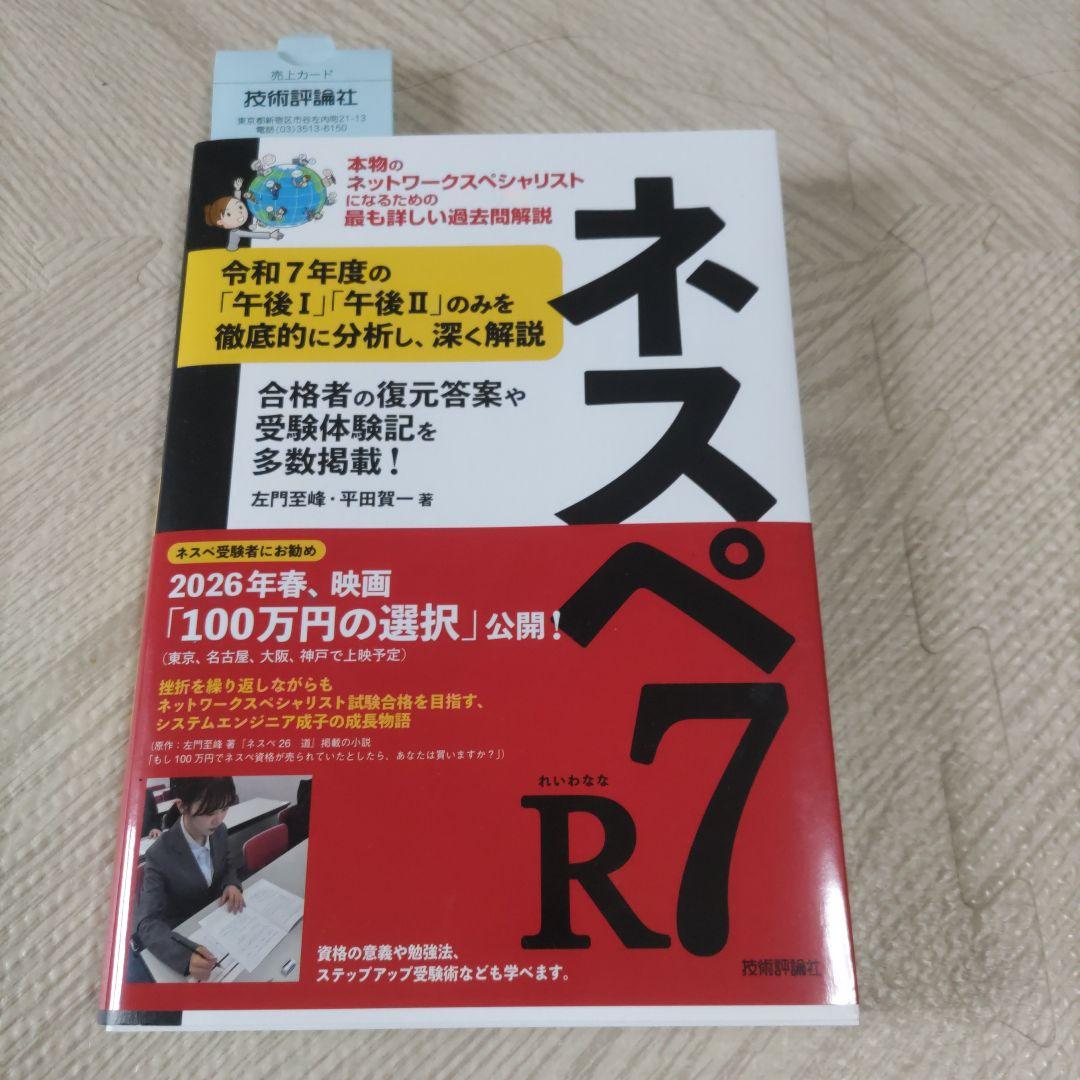 売上カード
技術評論社
東京都新宿区市谷左内町21-13
電話(03)3513-6150
本物の
ネットワークスペシャリスト
になるための
最も詳しい過去問解説
令和7年度の
「午後Ⅰ」「午後Ⅱ」のみを
徹底的に分析し、深く解説
合格者の復元答案や
受験体験記を
多数掲載!
左門至峰・平田賀一 著
ネスペ
れいわなな
R7
ネスペ受験者にお勧め
2026年春、映画
「100万円の選択」公開!
(東京、名古屋、大阪、神戸で上映予定)
挫折を繰り返しながらも
ネットワークスペシャリスト試験合格を目指す、
システムエンジニア成子の成長物語
(原作:左門至峰 著『ネスペ26 道』掲載の小説
「もし100万円でネスペ資格が売られていたとしたら、あなたは買いますか?」)
資格の意義や勉強法、
ステップアップ受験術なども学べます。
技術評論社